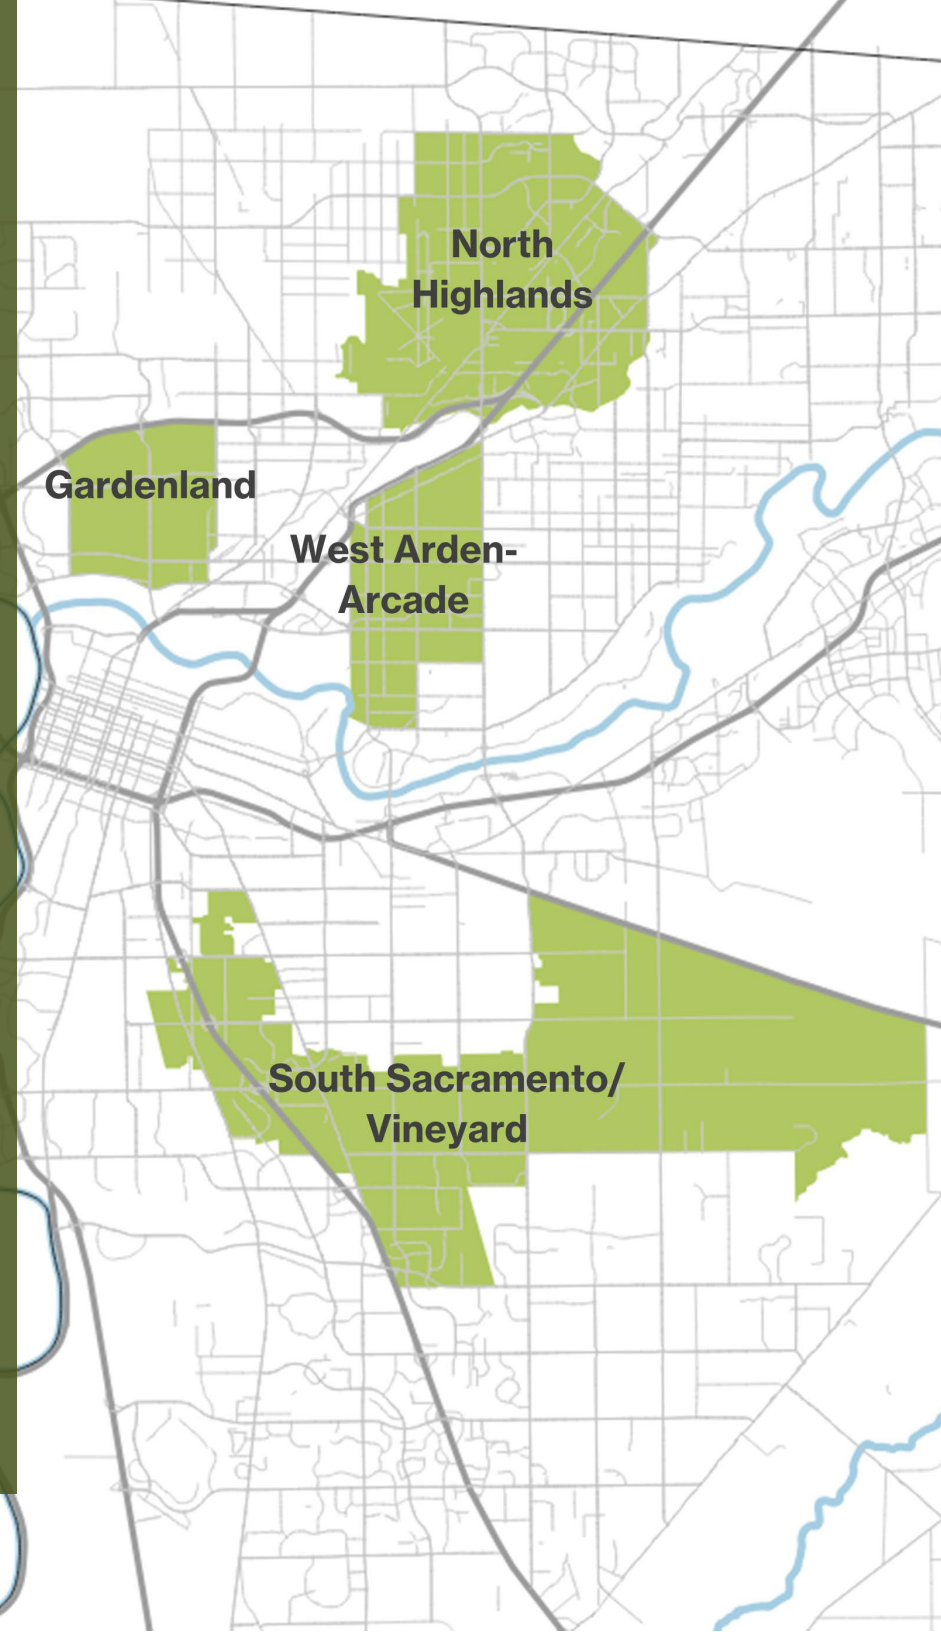 North
Highlands
Gardenland
West Arden-
Arcade
South Sacramento/
Vineyard